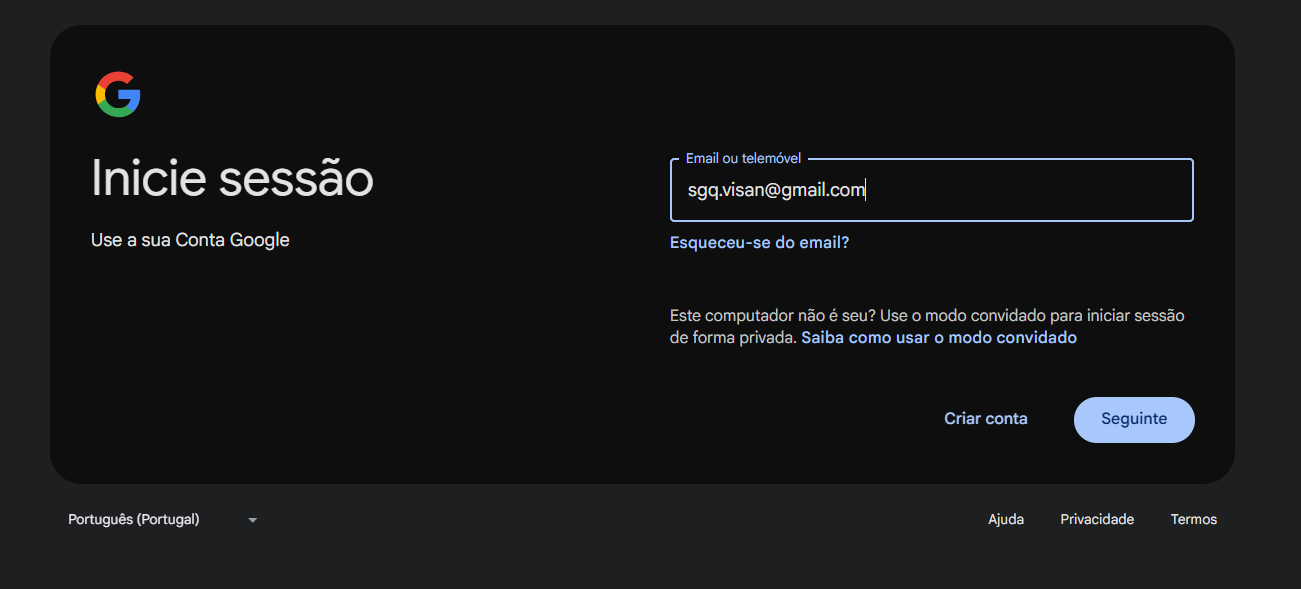 Inicie sessão
Use a sua Conta Google
Email ou telemóvel
sgq.visan@gmail.com
Esqueceu-se do email?
Este computador não é seu? Use o modo convidado para iniciar sessão
de forma privada. Saiba como usar o modo convidado
Criar conta
Seguinte
Português (Portugal)
Ajuda
Privacidade
Termos